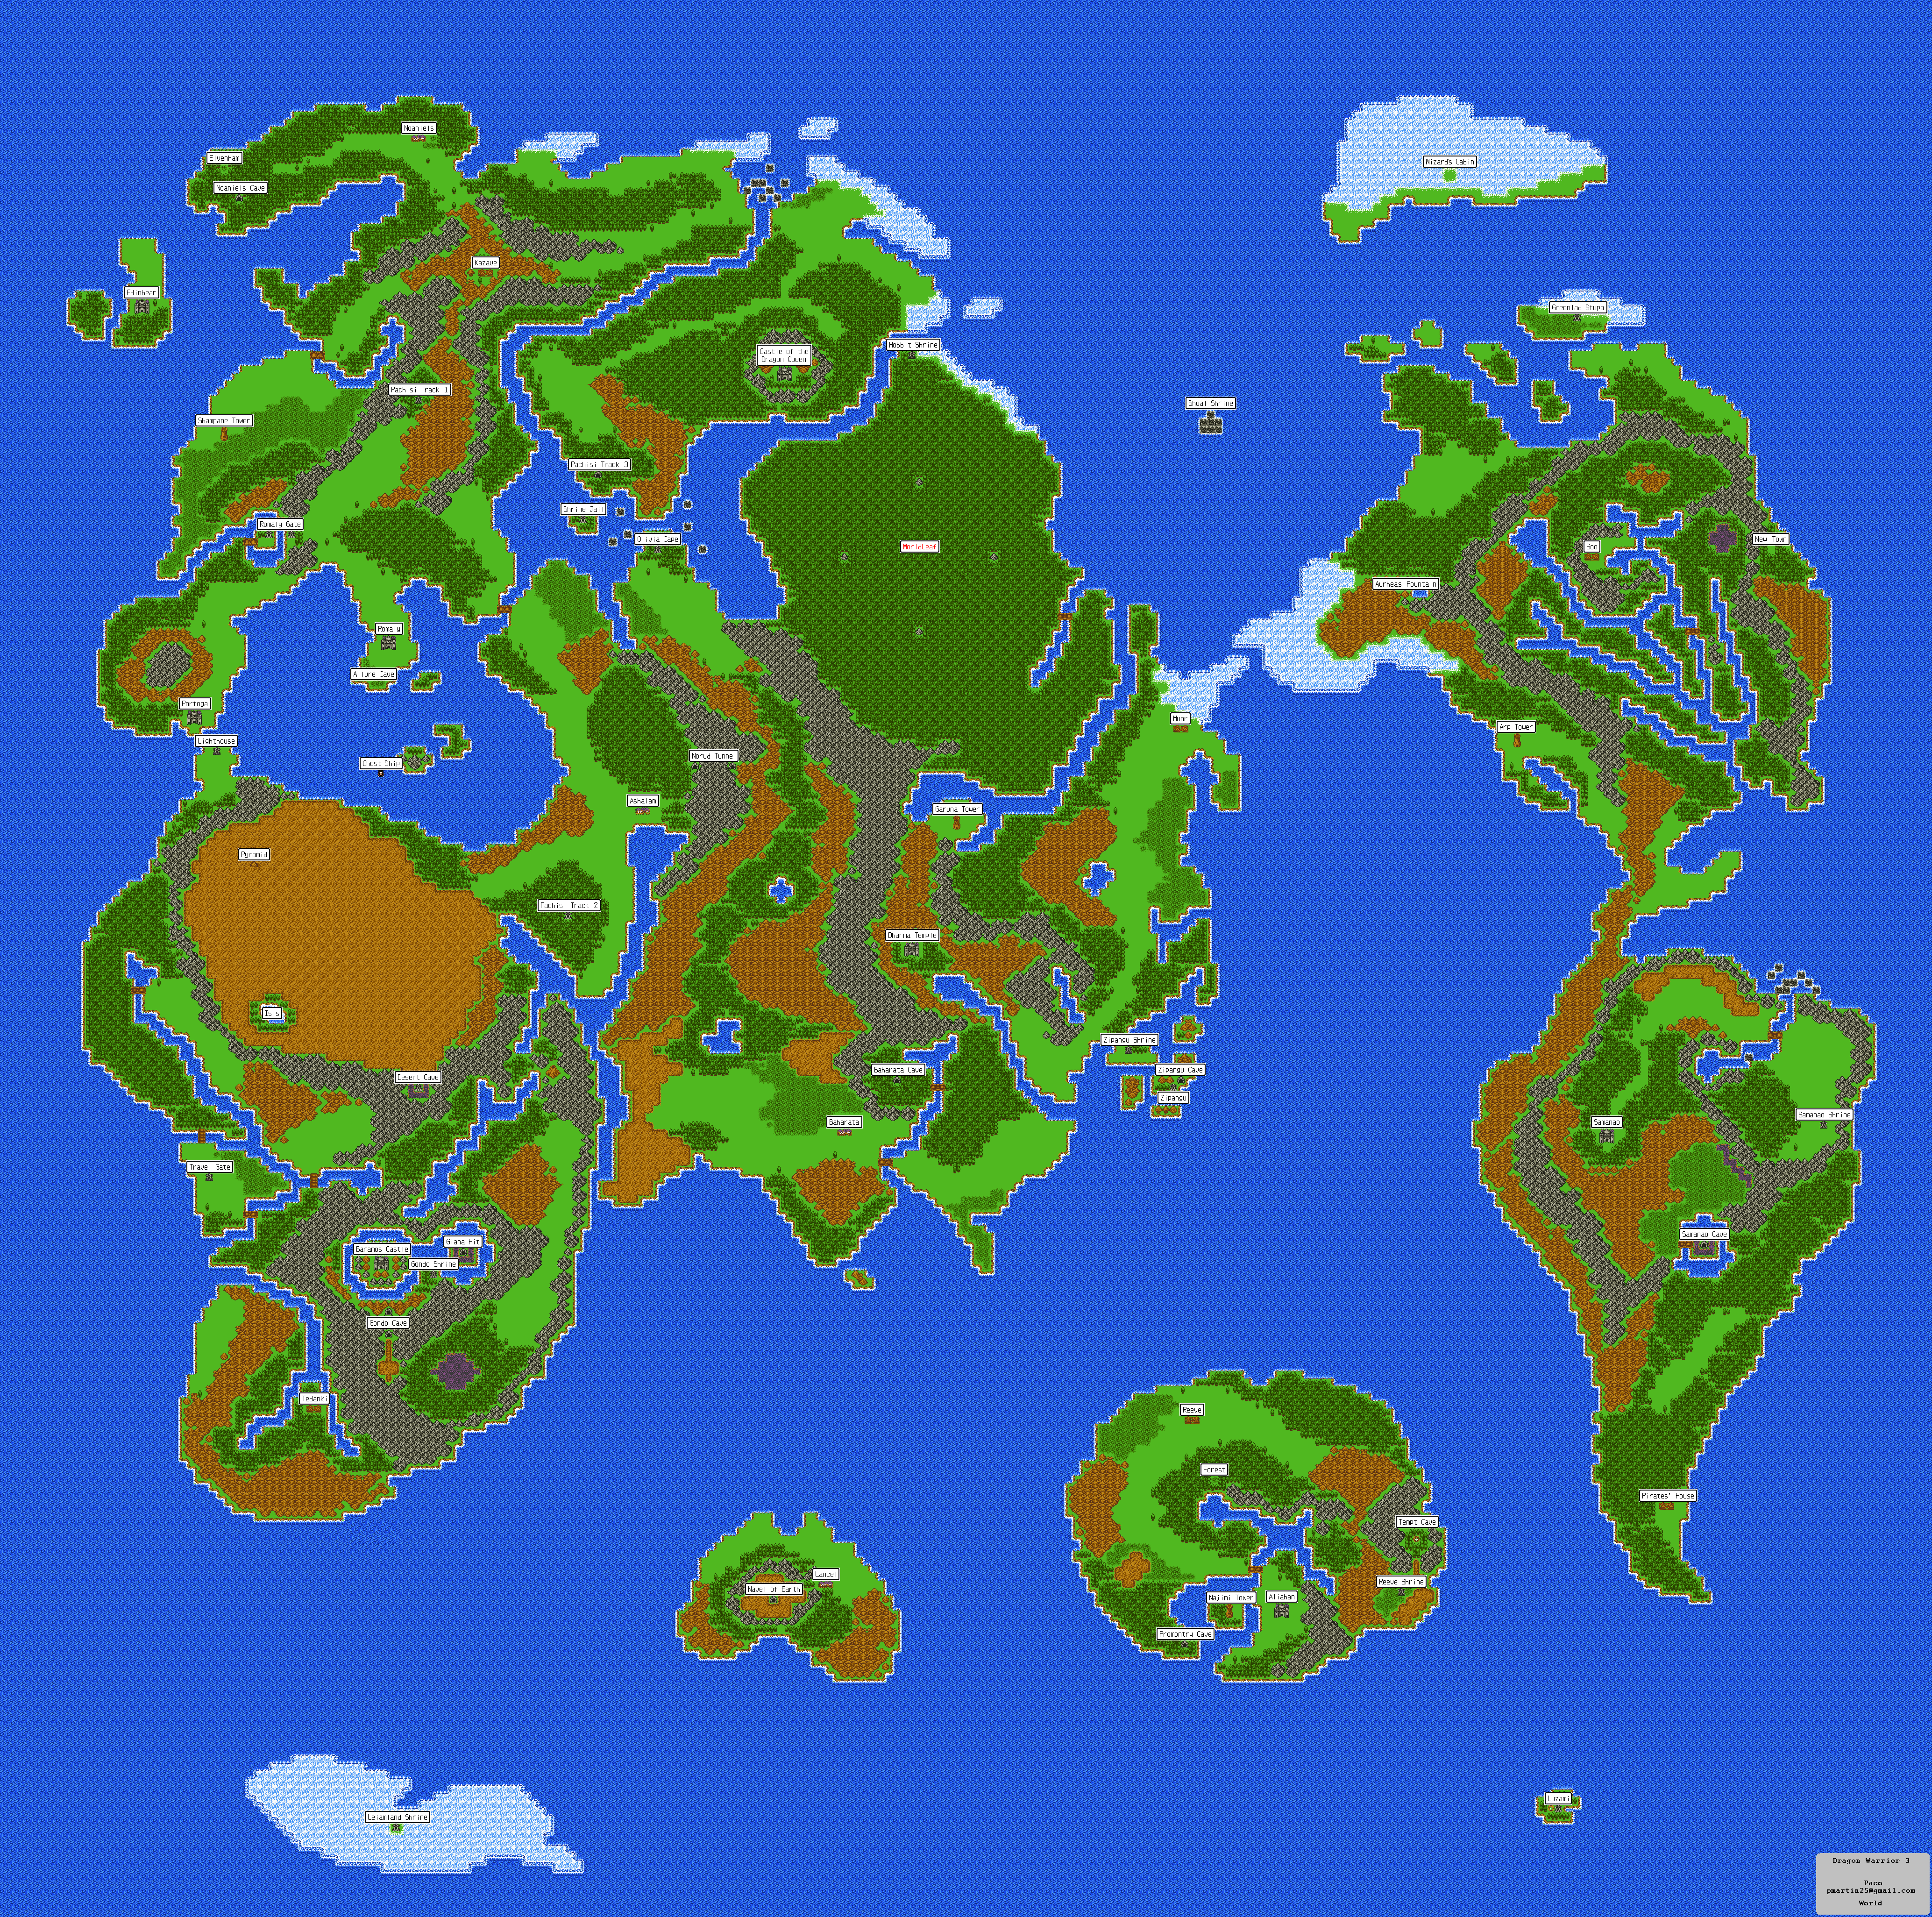 Noaniels
Elvenham
Wizard's Cabin
Noaniels Cave
Kazave
Edinbear
Greenlad Stupa
Hobbit Shrine
Castle of the
Dragon Queen
Pachisi Track 1
Shoal Shrine
Shampane Tower
Pachisi Track 3
Shrine Jail
Romaly Gate
Olivia Cape
New Town
WorldLeaf
Soo
Aurheas Fountain
Romaly
Allure Cave
Portoga
Muor
Arp Tower
Lighthouse
Norud Tunnel
Ghost Ship
Ashalam
Garuna Tower
Pyramid
Pachisi Track 2
Dharma Temple
Isis
Zipangu Shrine
Baharata Cave
Zipangu Cave
Desert Cave
Zipangu
Samanao Shrine
Baharata
Samanao
Travel Gate
Samanao Cave
Giana Pit
Baramos Castle
Gondo Shrine
Gondo Cave
Tedanki
Reeve
Forest
Pirates' House
Tempt Cave
Lancel
Reeve Shrine
Navel of Earth
Najimi Tower
Aliahan
Promontry Cave
Luzami
Leiamland Shrine
Dragon Warrior 3
Paco
pmartin25@gmail.com
World